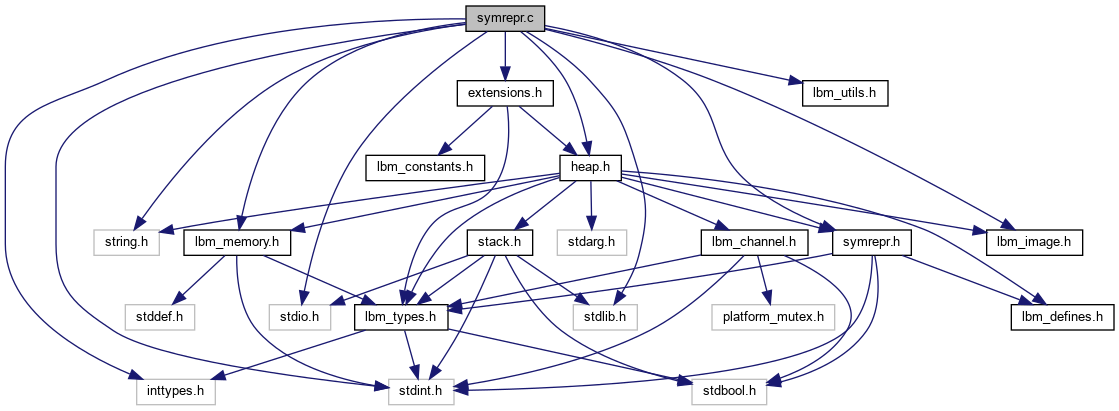 symrepr.c
extensions.h
lbm_utils.h
lbm_constants.h
heap.h
string.h
lbm_memory.h
stack.h
stdarg.h
lbm_channel.h
symrepr.h
lbm_image.h
stddef.h
stdio.h
lbm_types.h
stdlib.h
platform_mutex.h
lbm_defines.h
inttypes.h
stdint.h
stdbool.h